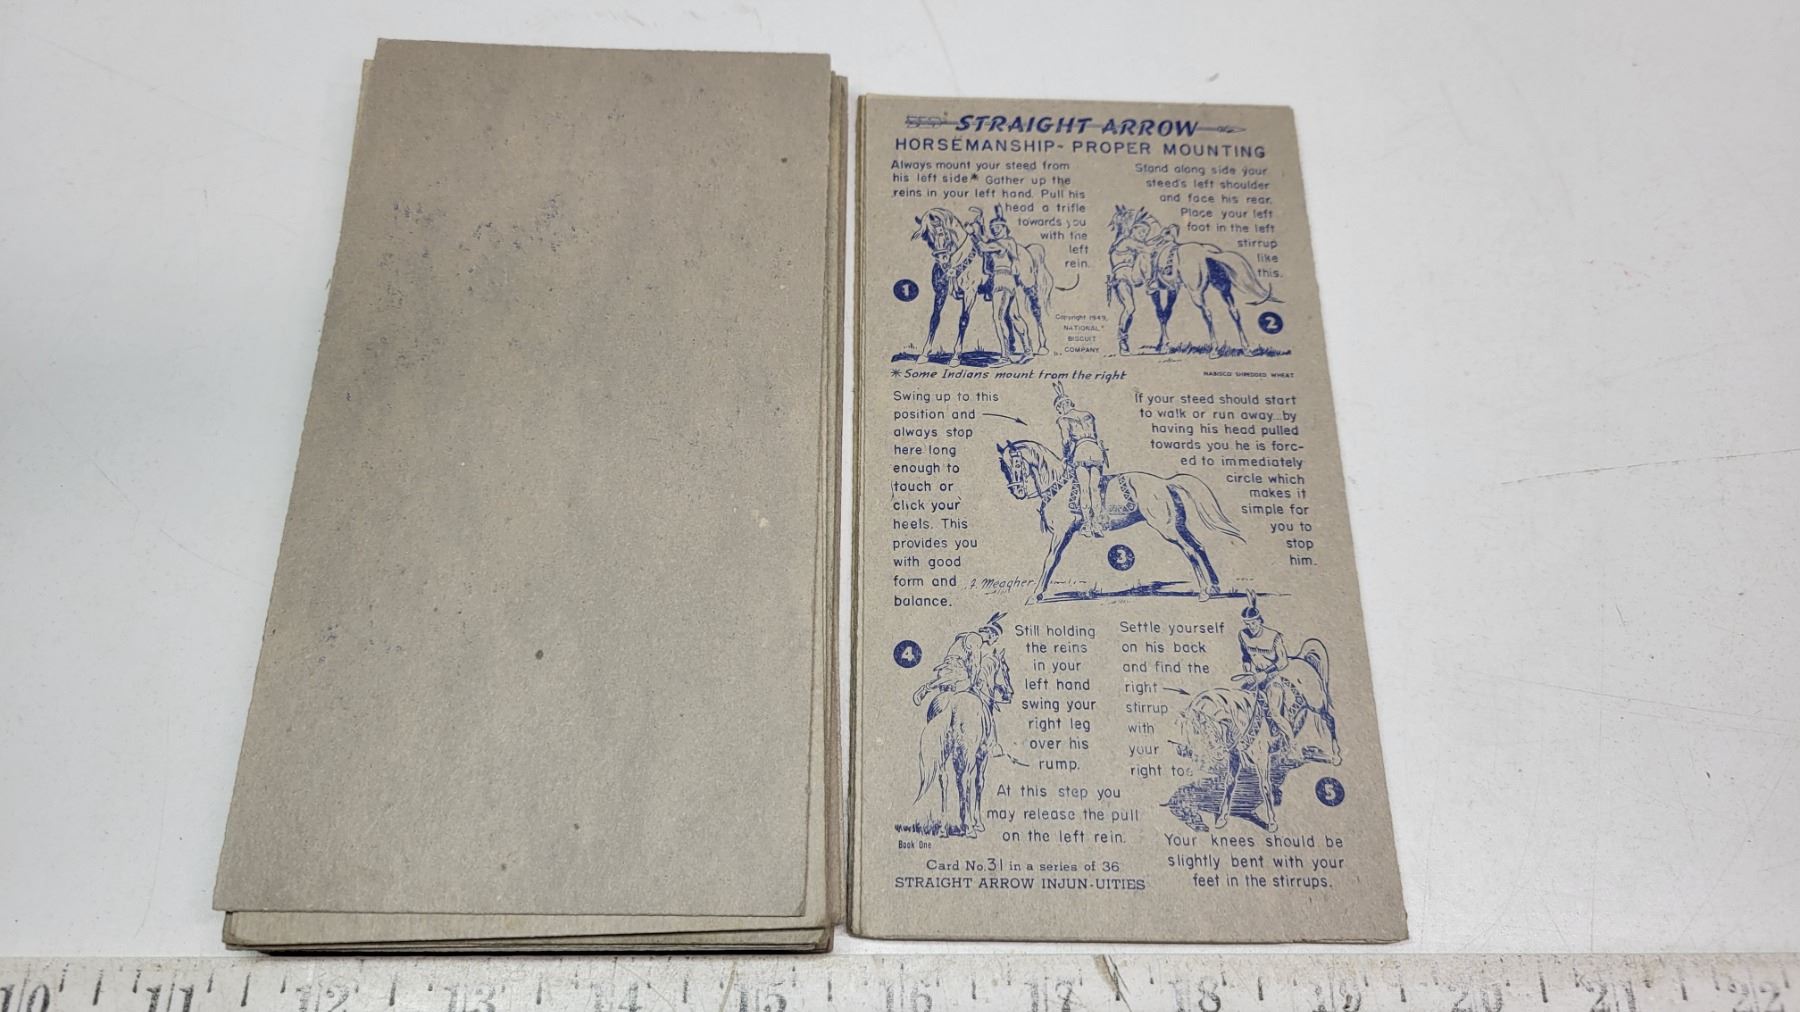 STRAIGHT ARROW
HORSEMANSHIP- PROPER MOUNTING
Always mount your steed from
his left side* Gather up the
reins in your left hand. Pull his
head a trifle
towards you
with the
left
rein.
1
Stand along side your
steed's left shoulder
and face his rear.
Place your left
foot in the left
stirrup
like
this.
2
Copyright 1949,
NATIONAL
BISCUIT
COMPANY
*Some Indians mount from the right
NABISCO SHREDDED WHEAT
Swing up to this
position and
always stop
here long
enough to
touch or
click your
heels. This
provides you
with good
form and
balance.
J. Meagher
3
If your steed should start
to walk or run away by
having his head pulled
towards you he is forc-
ed to immediately
circle which
makes it
simple for
you to
stop
him.
4
Still holding
the reins
in your
left hand
swing your
right leg
over his
rump.
At this step you
may release the pull
on the left rein.
Settle yourself
on his back
and find the
right
stirrup
with
your
right toe
5
Your knees should be
slightly bent with your
feet in the stirrups.
Book One
Card No. 31 in a series of 36
STRAIGHT ARROW INJUN-UITIES
10 11 12 13 14 15 16 17 18 19 20 21 22